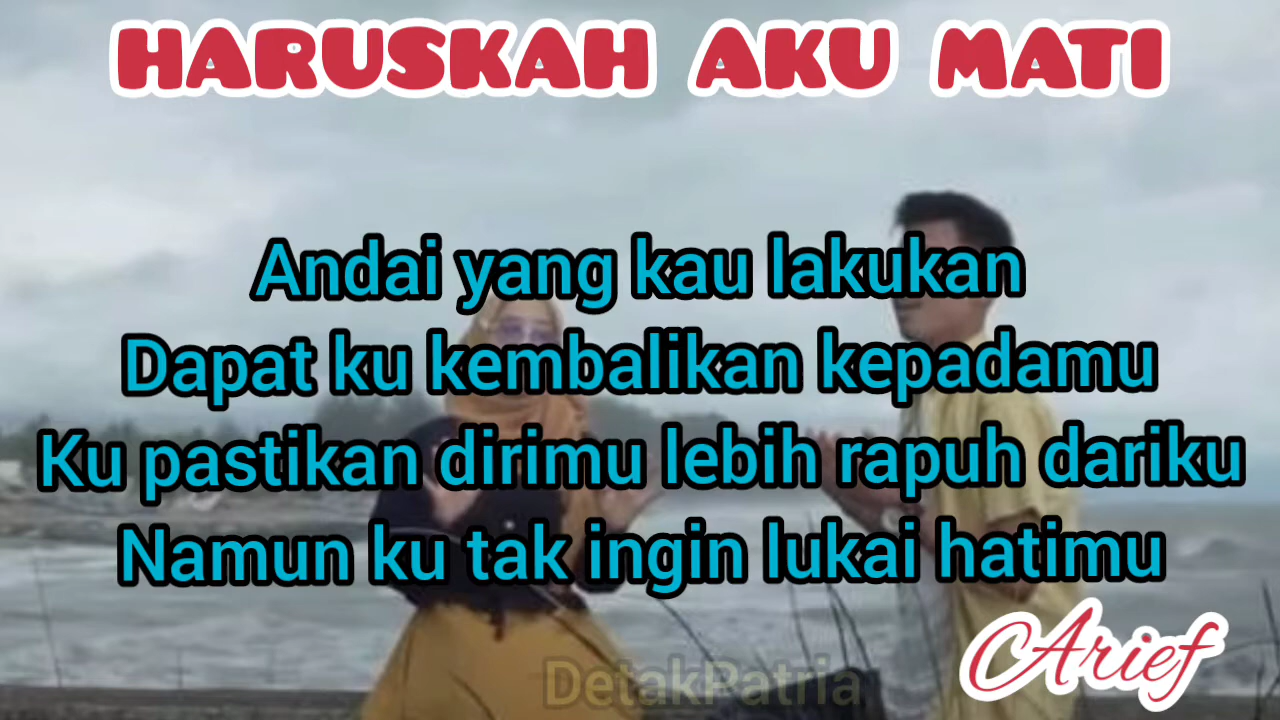 HARUSKAH AKU MATI
Andai yang kau lakukan
Dapat ku kembalikan kepadamu
Ku pastikan dirimu lebih rapuh dariku
Namun ku tak ingin lukai hatimu
Arief
DetakPatria